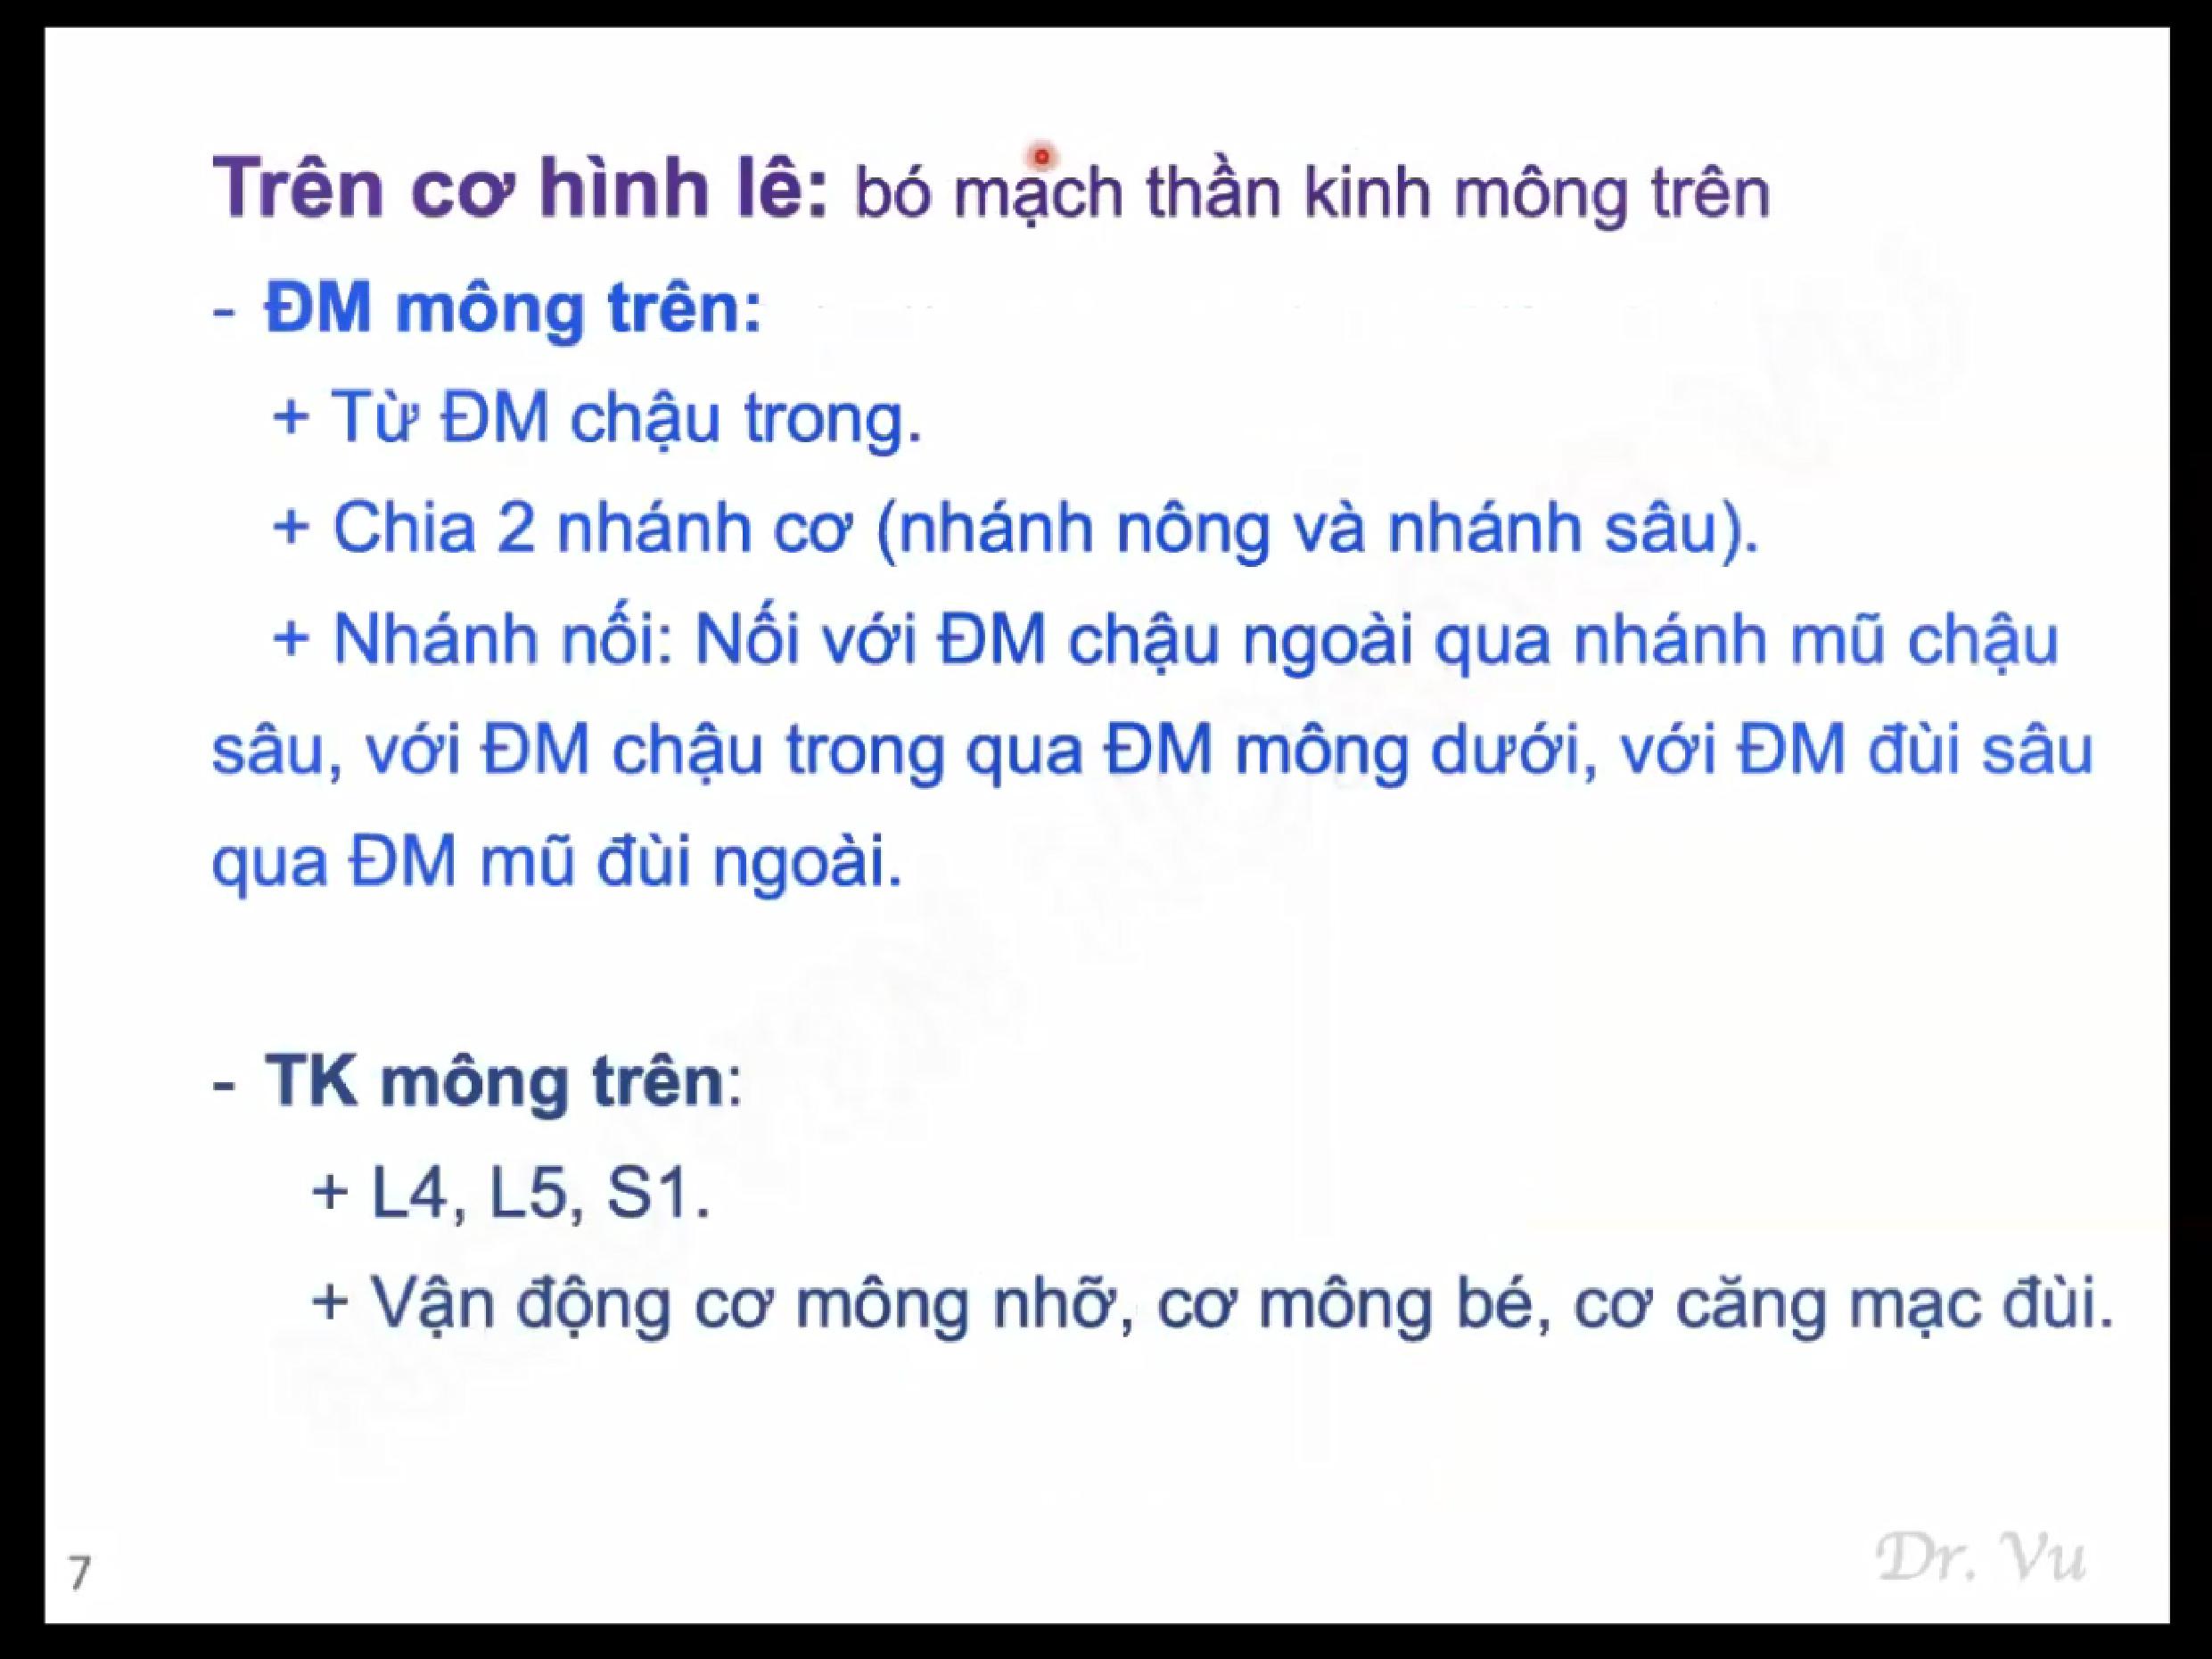 Trên cơ hình lê: bó mạch thần kinh mông trên
- ĐM mông trên:
+ Từ ĐM chậu trong.
+ Chia 2 nhánh cơ (nhánh nông và nhánh sâu).
+ Nhánh nối: Nối với ĐM chậu ngoài qua nhánh mũ chậu
sâu, với ĐM chậu trong qua ĐM mông dưới, với ĐM đùi sâu
qua ĐM mũ đùi ngoài.
- TK mông trên:
+ L4, L5, S1.
+ Vận động cơ mông nhỡ, cơ mông bé, cơ căng mạc đùi.
7
Dr. Vu